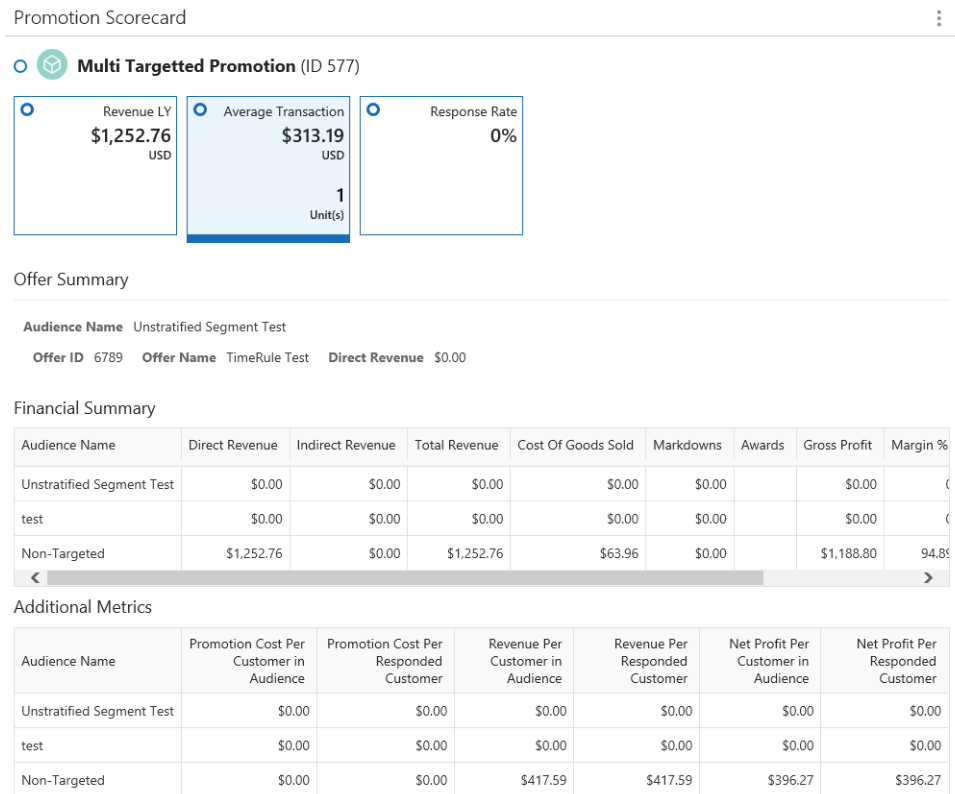 Promotion Scorecard
Multi Targetted Promotion (ID 577)
Revenue LY
$1,252.76
USD
Average Transaction
$313.19
USD
1
Unit(s)
Response Rate
0%
Offer Summary
Audience Name Unstratified Segment Test
Offer ID 6789 Offer Name TimeRule Test Direct Revenue $0.00
Financial Summary
Audience Name Direct Revenue Indirect Revenue Total Revenue Cost Of Goods Sold Markdowns Awards Gross Profit Margin %
Unstratified Segment Test $0.00 $0.00 $0.00 $0.00 $0.00 $0.00
test $0.00 $0.00 $0.00 $0.00 $0.00 $0.00
Non-Targeted $1,252.76 $0.00 $1,252.76 $63.96 $0.00 $1,188.80 94.89
Additional Metrics
Audience Name
Promotion Cost Per
Customer in
Audience
Promotion Cost Per
Responded
Customer
Revenue Per
Customer in
Audience
Revenue Per
Responded
Customer
Net Profit Per
Customer in
Audience
Net Profit Per
Responded
Customer
Unstratified Segment Test $0.00 $0.00 $0.00 $0.00 $0.00 $0.00
test $0.00 $0.00 $0.00 $0.00 $0.00 $0.00
Non-Targeted $0.00 $0.00 $417.59 $417.59 $396.27 $396.27